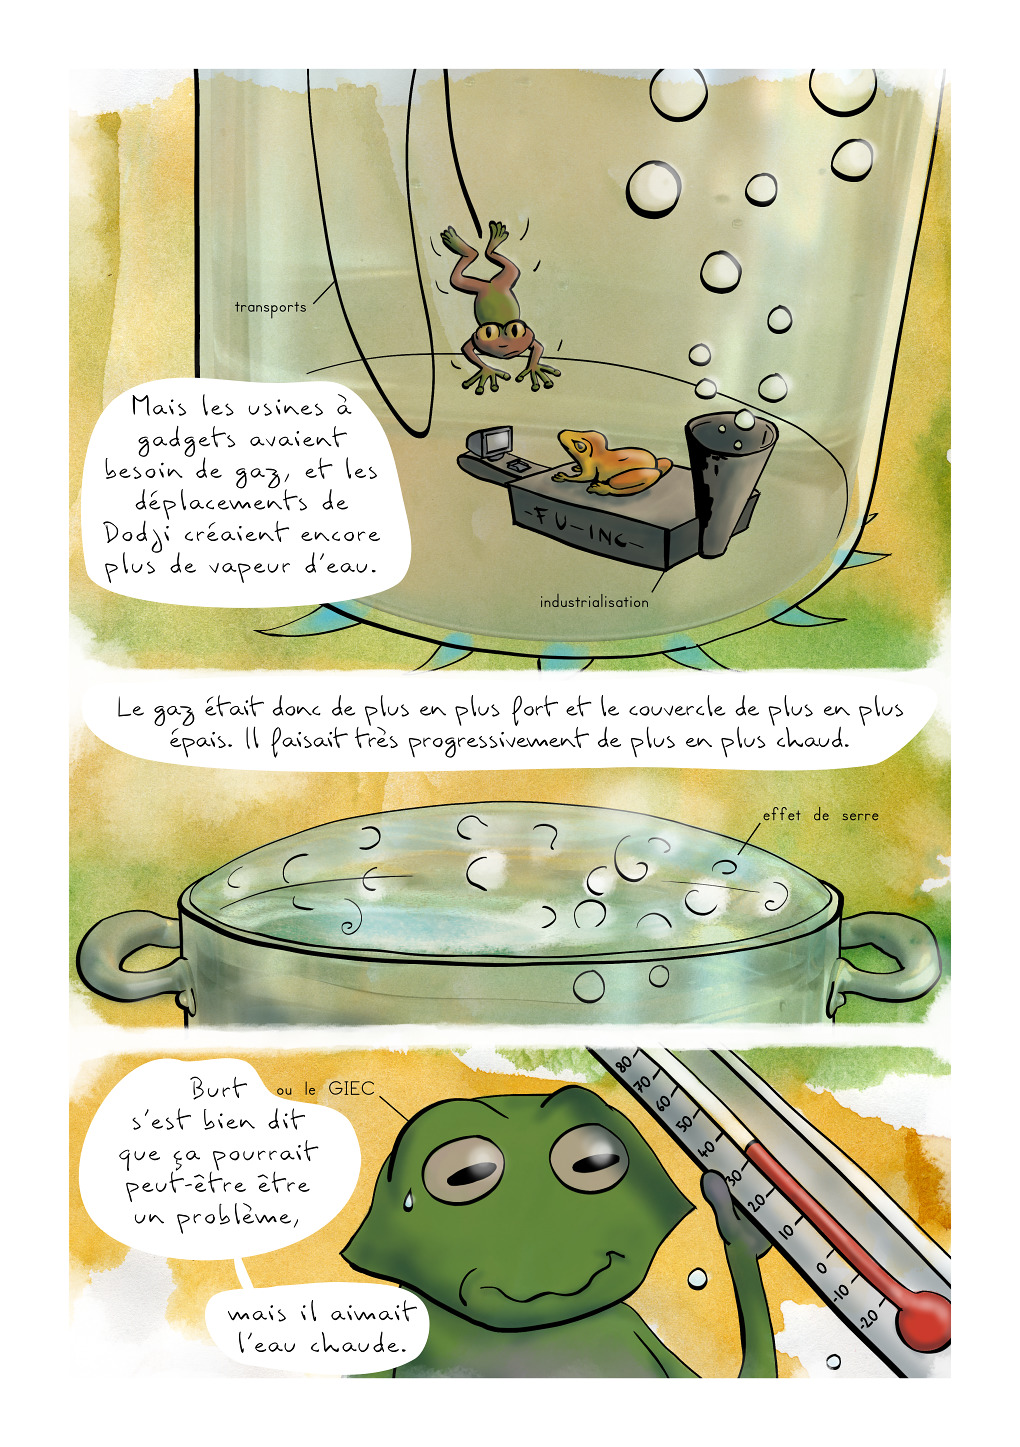 transports
Mais les usines à
gadgets avaient
besoin de gaz, et les
déplacements de
Dodji créaient encore
plus de vapeur d'eau.
-FU-INC-
industrialisation
Le gaz était donc de plus en plus fort et le couvercle de plus en plus
épais. Il faisait très progressivement de plus en plus chaud.
effet de serre
Burt
s'est bien dit
que ça pourrait
peut-être être
un problème,
ou le GIEC
mais il aimait
l'eau chaude.
80
70
60
50
40
30
20
10
0
-10
-20